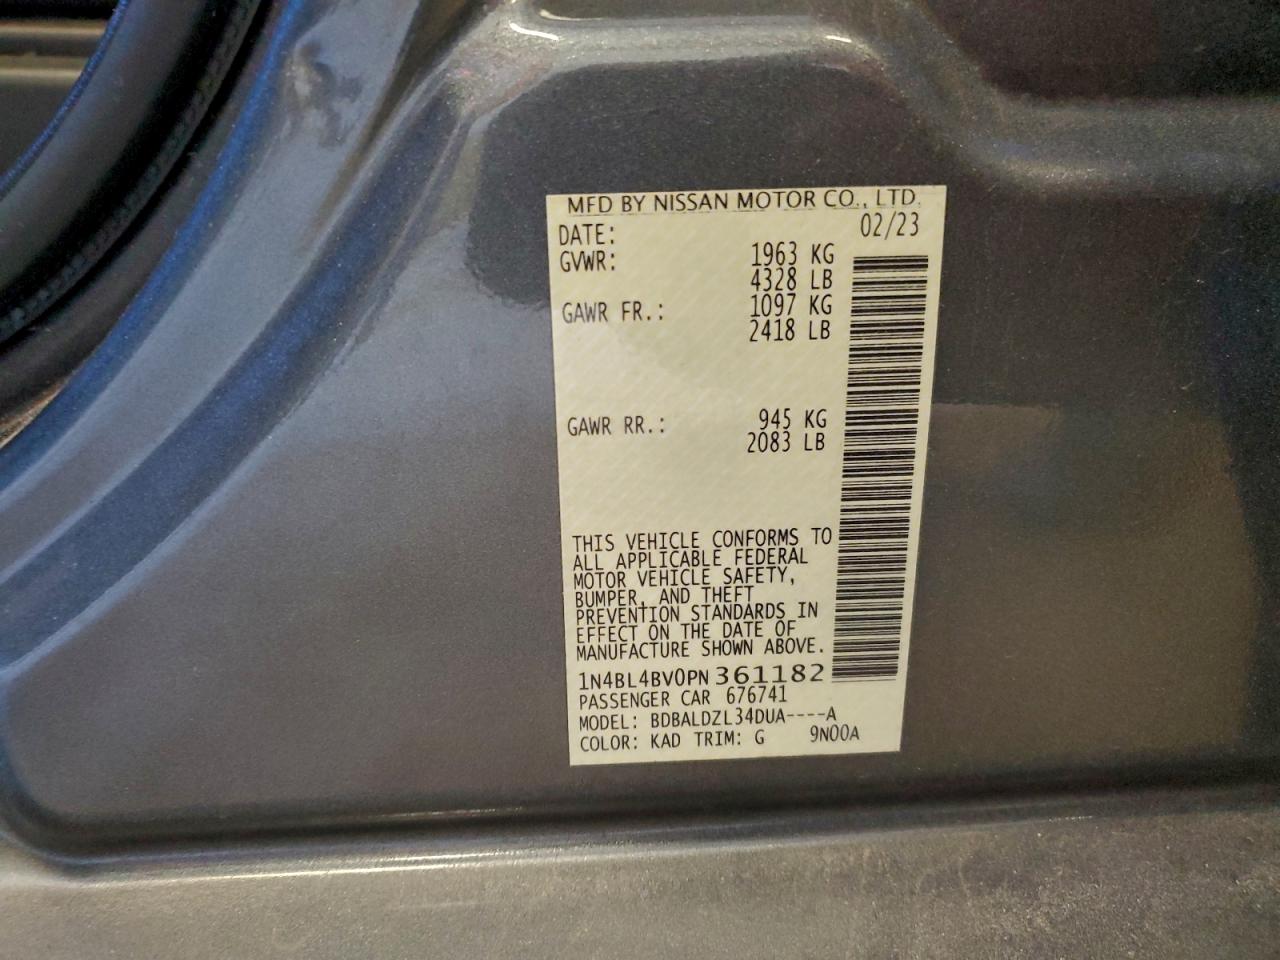 MFD BY NISSAN MOTOR CO., LTD.
DATE: 02/23
GVWR: 1963 KG
4328 LB
GAWR FR.: 1097 KG
2418 LB
GAWR RR.: 945 KG
2083 LB
THIS VEHICLE CONFORMS TO
ALL APPLICABLE FEDERAL
MOTOR VEHICLE SAFETY,
BUMPER, AND THEFT
PREVENTION STANDARDS IN
EFFECT ON THE DATE OF
MANUFACTURE SHOWN ABOVE.
1N4BL4BV0PN361182
PASSENGER CAR 676741
MODEL: BDBALDZL34DUA----A
COLOR: KAD TRIM: G 9N00A